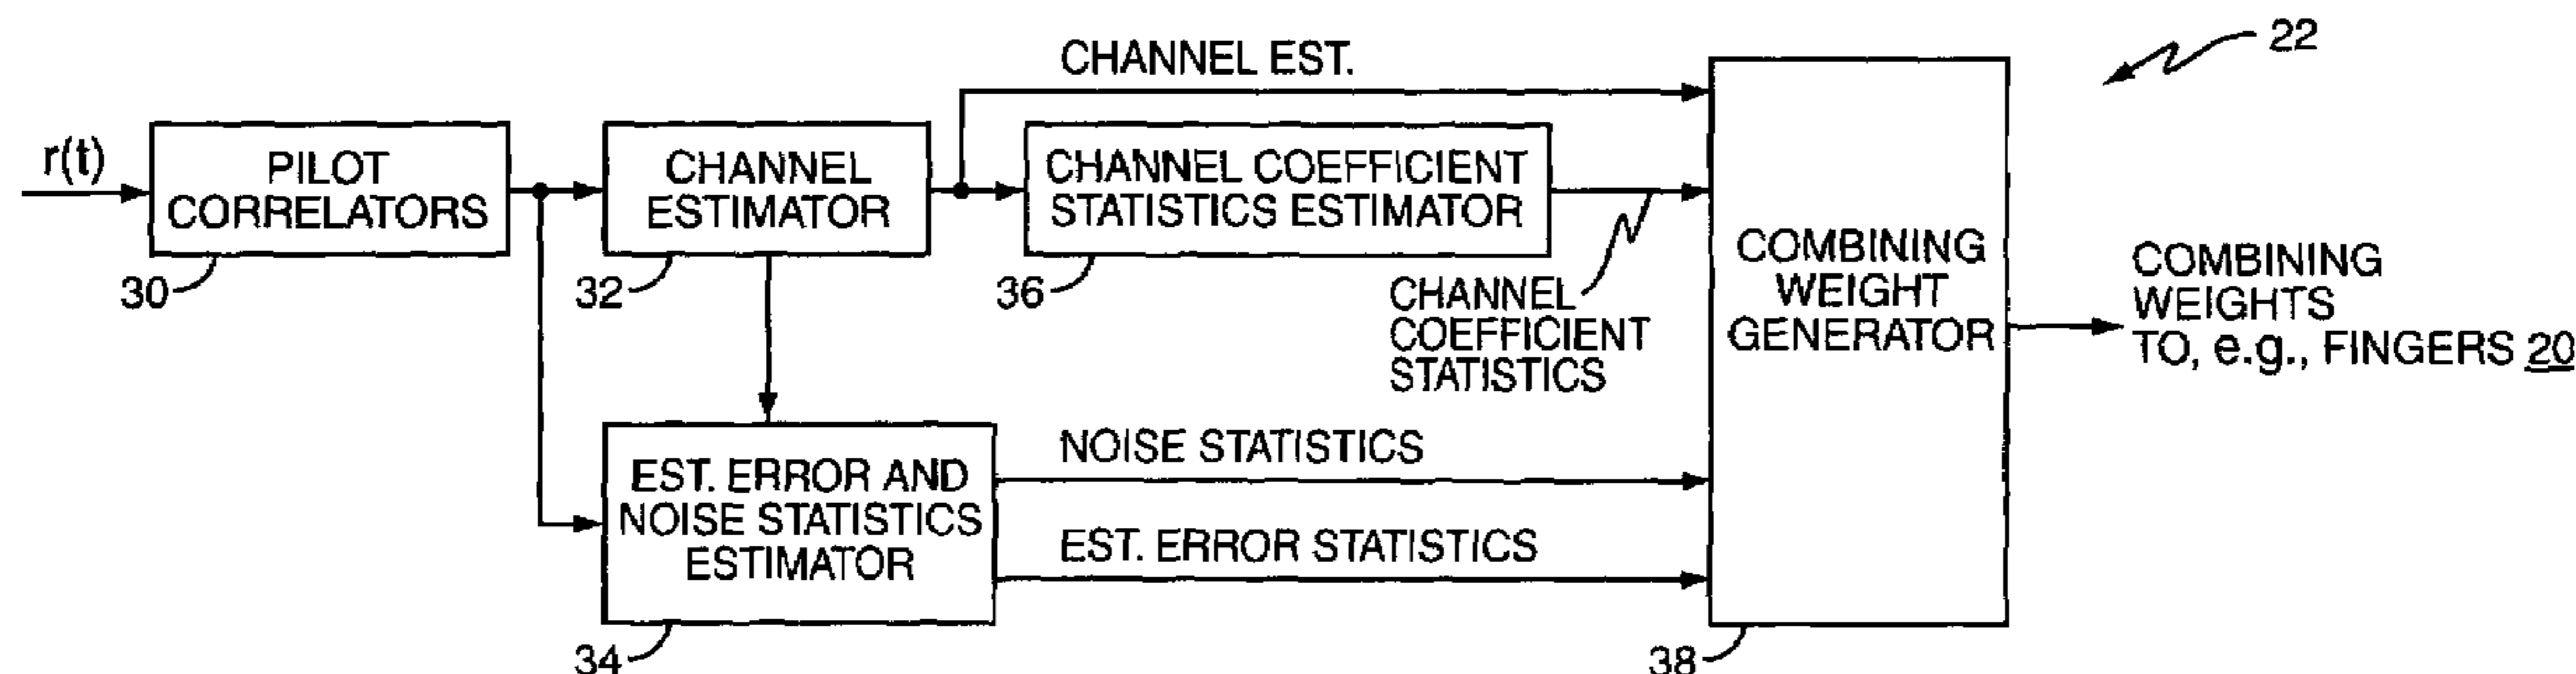 r(t)
PILOT
CORRELATORS
30
CHANNEL
ESTIMATOR
32
CHANNEL EST.
CHANNEL COEFFICIENT
STATISTICS ESTIMATOR
36
CHANNEL
COEFFICIENT
STATISTICS
EST. ERROR AND
NOISE STATISTICS
ESTIMATOR
34
NOISE STATISTICS
EST. ERROR STATISTICS
COMBINING
WEIGHT
GENERATOR
38
22
COMBINING
WEIGHTS
TO, e.g., FINGERS 20